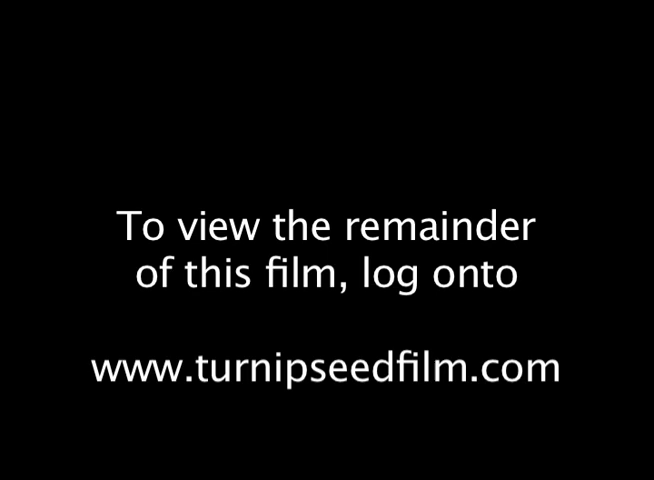 To view the remainder
of this film, log onto
www.turnipseedfilm.com